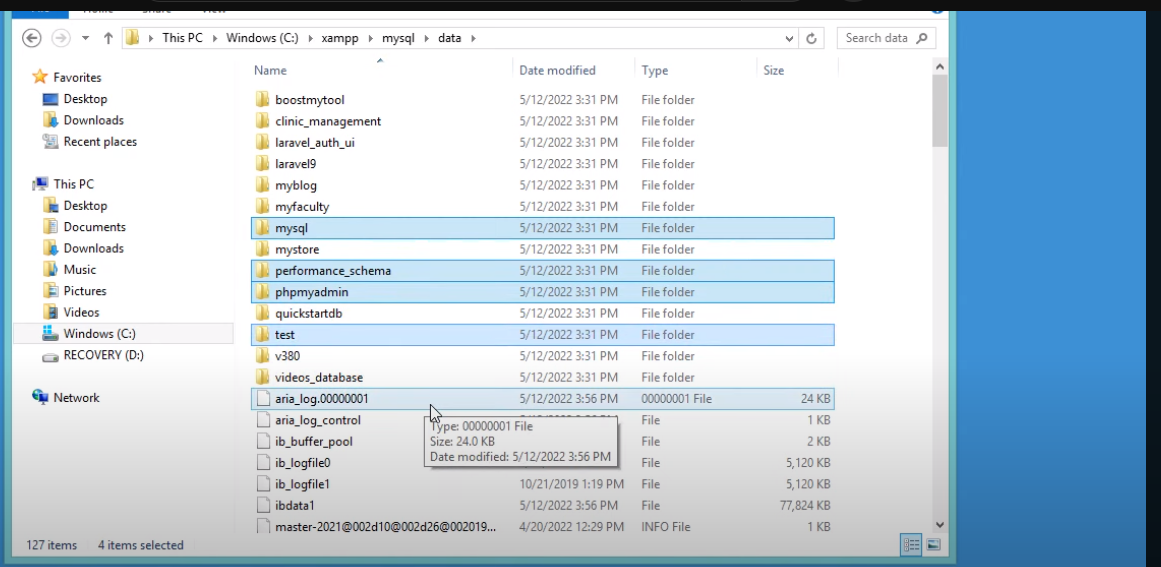 This PC Windows (C:) xampp mysql data
Search data
Favorites
Desktop
Downloads
Recent places
This PC
Desktop
Documents
Downloads
Music
Pictures
Videos
Windows (C:)
RECOVERY (D:)
Network
Name Date modified Type Size
boostmytool 5/12/2022 3:31 PM File folder
clinic_management 5/12/2022 3:31 PM File folder
laravel_auth_ui 5/12/2022 3:31 PM File folder
laravel9 5/12/2022 3:31 PM File folder
myblog 5/12/2022 3:31 PM File folder
myfaculty 5/12/2022 3:31 PM File folder
mysql 5/12/2022 3:31 PM File folder
mystore 5/12/2022 3:31 PM File folder
performance_schema 5/12/2022 3:31 PM File folder
phpmyadmin 5/12/2022 3:31 PM File folder
quickstartdb 5/12/2022 3:31 PM File folder
test 5/12/2022 3:31 PM File folder
v380 5/12/2022 3:31 PM File folder
videos_database 5/12/2022 3:31 PM File folder
aria_log.00000001 5/12/2022 3:56 PM 00000001 File 24 KB
aria_log_control File 1 KB
Type: 00000001 File
Size: 24.0 KB
Date modified: 5/12/2022 3:56 PM
ib_buffer_pool File 2 KB
ib_logfile0 File 5,120 KB
ib_logfile1 10/21/2019 1:19 PM File 5,120 KB
ibdata1 5/12/2022 3:56 PM File 77,824 KB
master-2021@002d10@002d26@002019... 4/20/2022 12:29 PM INFO File 1 KB
127 items 4 items selected